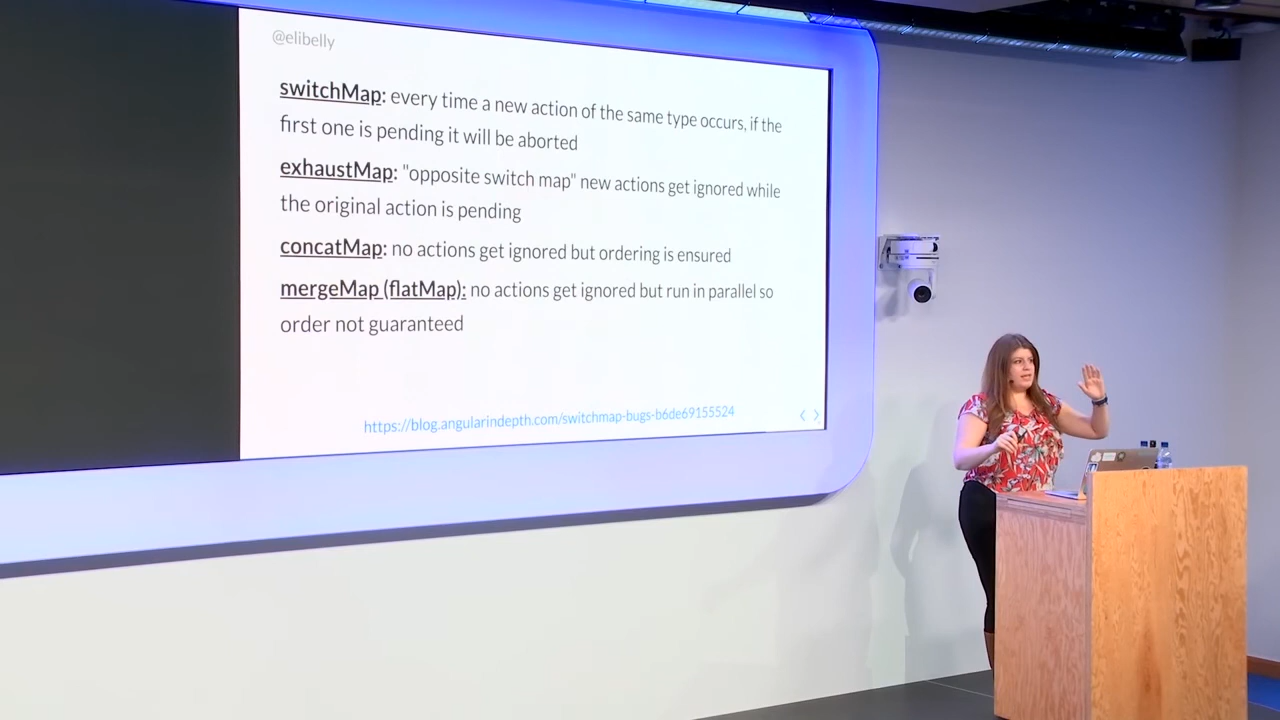 @elibelly
switchMap: every time a new action of the same type occurs, if the
first one is pending it will be aborted
exhaustMap: "opposite switch map" new actions get ignored while
the original action is pending
concatMap: no actions get ignored but ordering is ensured
mergeMap (flatMap): no actions get ignored but run in parallel so
order not guaranteed
https://blog.angularindepth.com/switchmap-bugs-b6de69155524